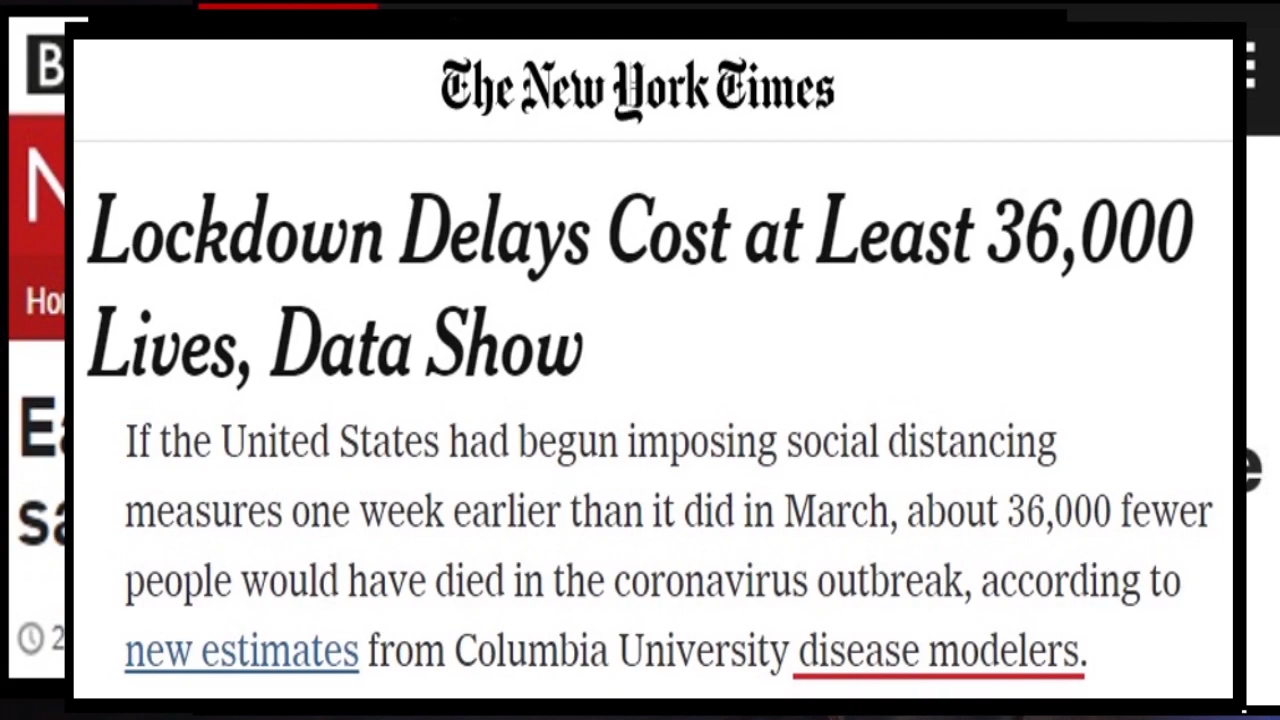 The New York Times
Lockdown Delays Cost at Least 36,000
Lives, Data Show
If the United States had begun imposing social distancing
measures one week earlier than it did in March, about 36,000 fewer
people would have died in the coronavirus outbreak, according to
new estimates from Columbia University disease modelers.